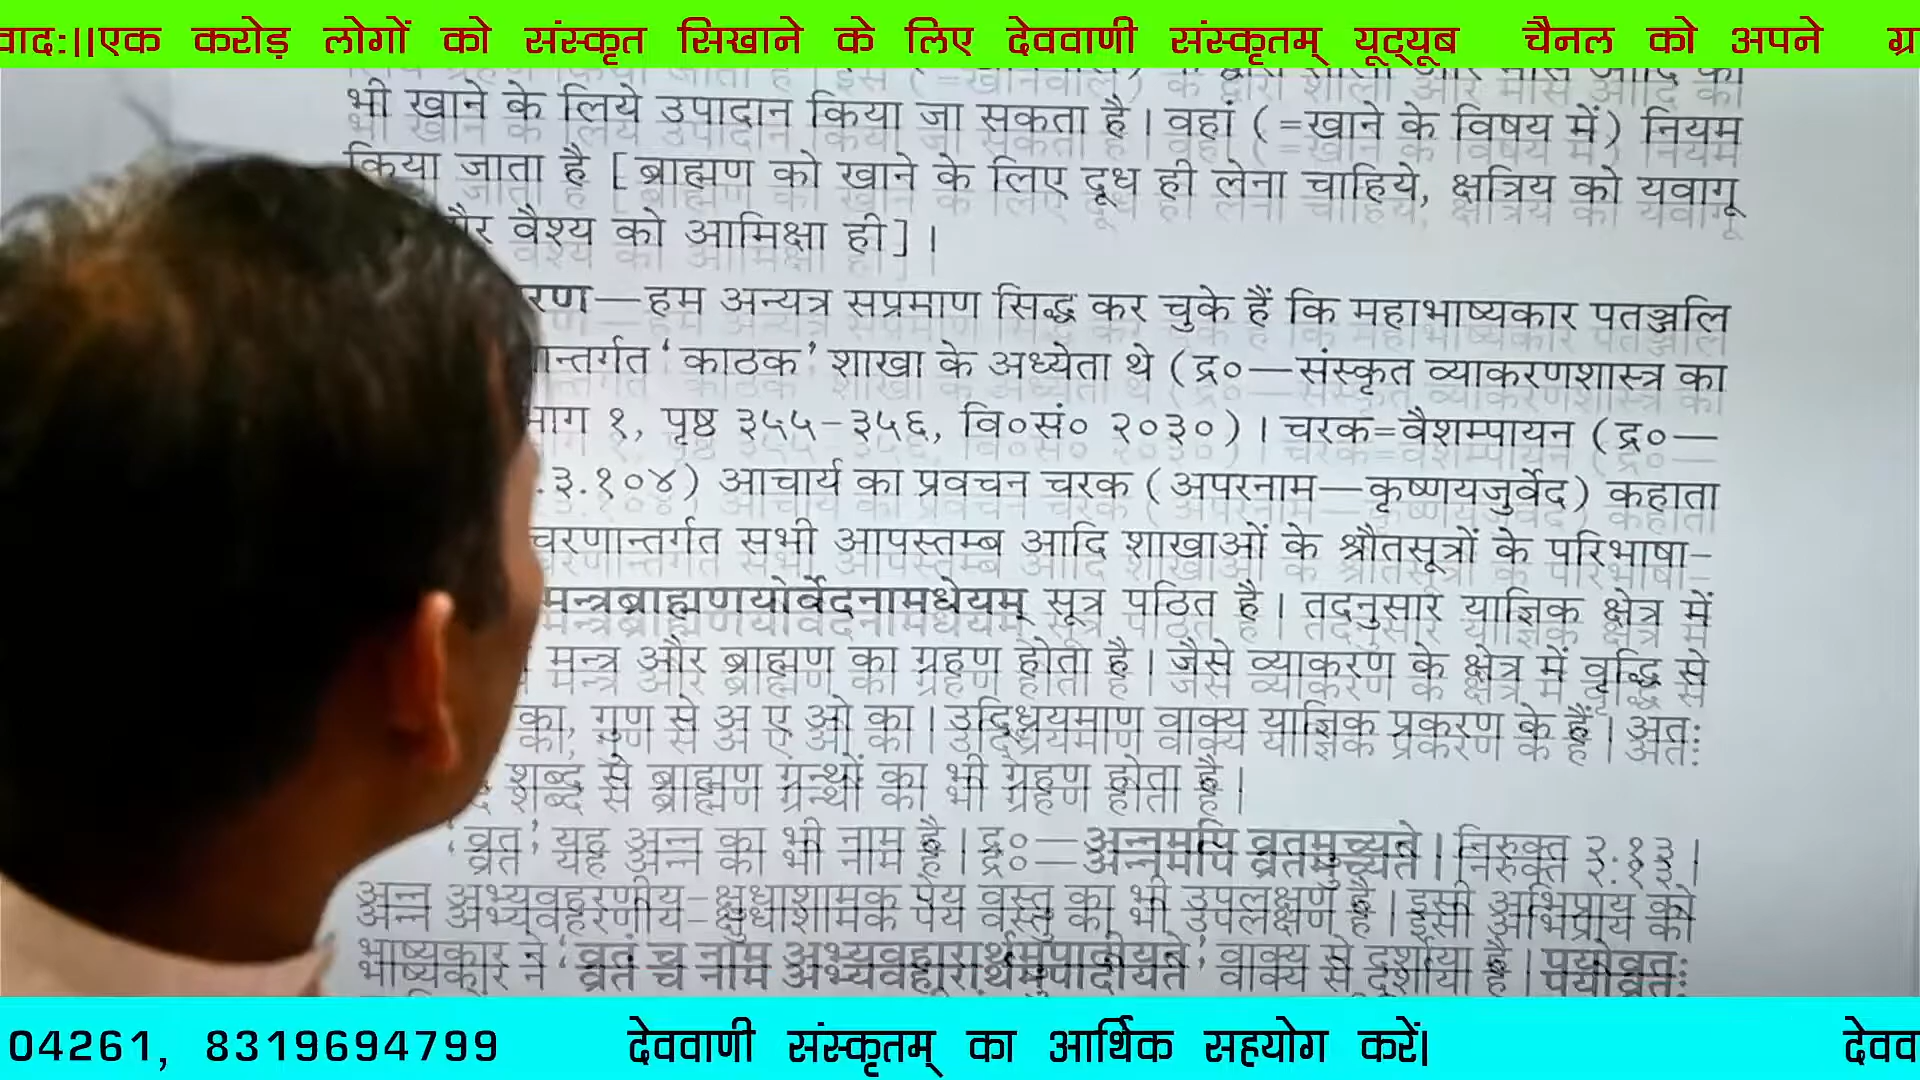 वादः||एक करोड़ लोगों को संस्कृत सिखाने के लिए देववाणी संस्कृतम् यूट्यूब चैनल को अपने ग्र
भी खाने के लिये उपादान किया जा सकता है। वहां (=खाने के विषय में) नियम
किया जाता है [ब्राह्मण को खाने के लिए दूध ही लेना चाहिये, क्षत्रिय को यवागू
र वैश्य को आमिक्षा ही]।
रण—हम अन्यत्र सप्रमाण सिद्ध कर चुके हैं कि महाभाष्यकार पतञ्जलि
ान्तर्गत 'काठक' शाखा के अध्येता थे (द्र०—संस्कृत व्याकरणशास्त्र का
भाग १, पृष्ठ ३५५-३५६, वि०सं० २०३०)। चरक=वैशम्पायन (द्र०—
.३.१०४) आचार्य का प्रवचन चरक (अपरनाम—कृष्णयजुर्वेद) कहाता
चरणान्तर्गत सभी आपस्तम्ब आदि शाखाओं के श्रौतसूत्रों के परिभाषा-
मन्त्रब्राह्मणयोर्वेदनामधेयम् सूत्र पठित है। तदनुसार याज्ञिक क्षेत्र में
मन्त्र और ब्राह्मण का ग्रहण होता है। जैसे व्याकरण के क्षेत्र में वृद्धि से
का, गुण से अ ए ओ का। उद्ध्रियमाण वाक्य याज्ञिक प्रकरण के हैं। अतः
शब्द से ब्राह्मण ग्रन्थों का भी ग्रहण होता है।
'व्रत' यह अन्न का भी नाम है। द्र०—अन्नमपि व्रतमुच्यते। निरुक्त २.१३।
अन्न अभ्यवहरणीय-क्षुधाशामक पेय वस्तु का भी उपलक्षण है। इसी अभिप्राय को
भाष्यकार ने 'व्रतं च नाम अभ्यवहारार्थमुपादीयते' वाक्य से दर्शाया है। पयोव्रतः
04261, 8319694799 देववाणी संस्कृतम् का आर्थिक सहयोग करें। देवव